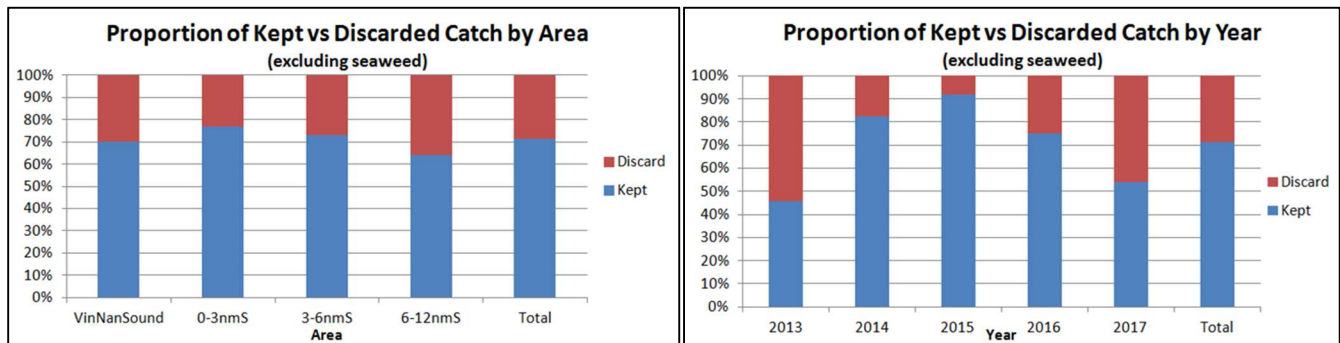 Proportion of Kept vs Discarded Catch by Area
(excluding seaweed)
100%
90%
80%
70%
60%
50%
40%
30%
20%
10%
0%
VinNanSound 0-3nmS 3-6nmS 6-12nmS Total
Area
Discard
Kept
Proportion of Kept vs Discarded Catch by Year
(excluding seaweed)
100%
90%
80%
70%
60%
50%
40%
30%
20%
10%
0%
2013 2014 2015 2016 2017 Total
Year
Discard
Kept